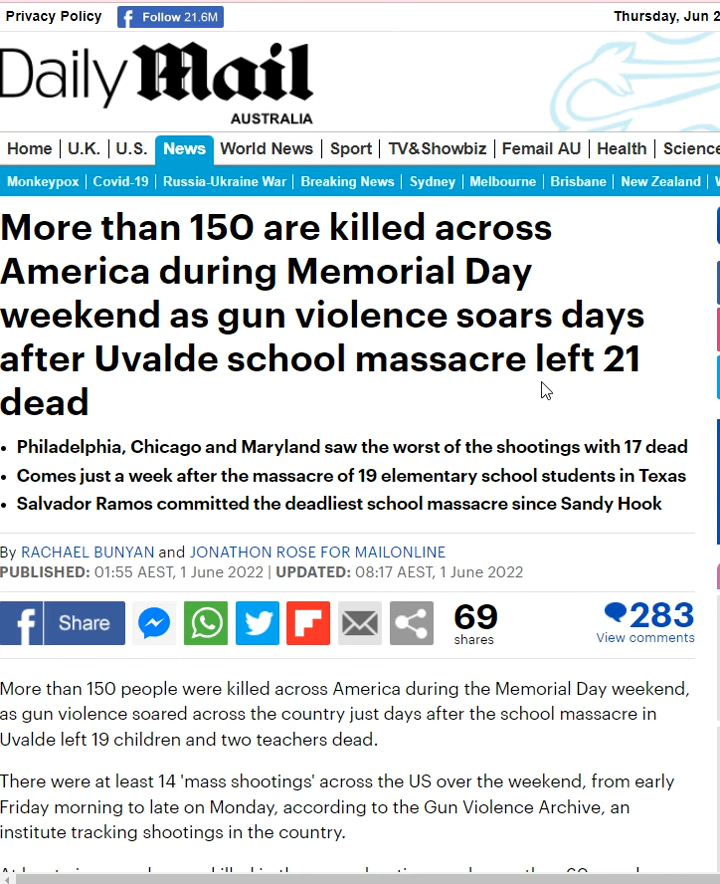 Privacy Policy f Follow 21.6M Thursday, Jun 2
Daily Mail
AUSTRALIA
Home | U.K. | U.S. News World News | Sport | TV&Showbiz | Femail AU | Health | Science
Monkeypox | Covid-19 | Russia-Ukraine War | Breaking News | Sydney | Melbourne | Brisbane | New Zealand |
More than 150 are killed across
America during Memorial Day
weekend as gun violence soars days
after Uvalde school massacre left 21
dead
• Philadelphia, Chicago and Maryland saw the worst of the shootings with 17 dead
• Comes just a week after the massacre of 19 elementary school students in Texas
• Salvador Ramos committed the deadliest school massacre since Sandy Hook
By RACHAEL BUNYAN and JONATHON ROSE FOR MAILONLINE
PUBLISHED: 01:55 AEST, 1 June 2022 | UPDATED: 08:17 AEST, 1 June 2022
f Share 69 283
shares View comments
More than 150 people were killed across America during the Memorial Day weekend,
as gun violence soared across the country just days after the school massacre in
Uvalde left 19 children and two teachers dead.
There were at least 14 'mass shootings' across the US over the weekend, from early
Friday morning to late on Monday, according to the Gun Violence Archive, an
institute tracking shootings in the country.